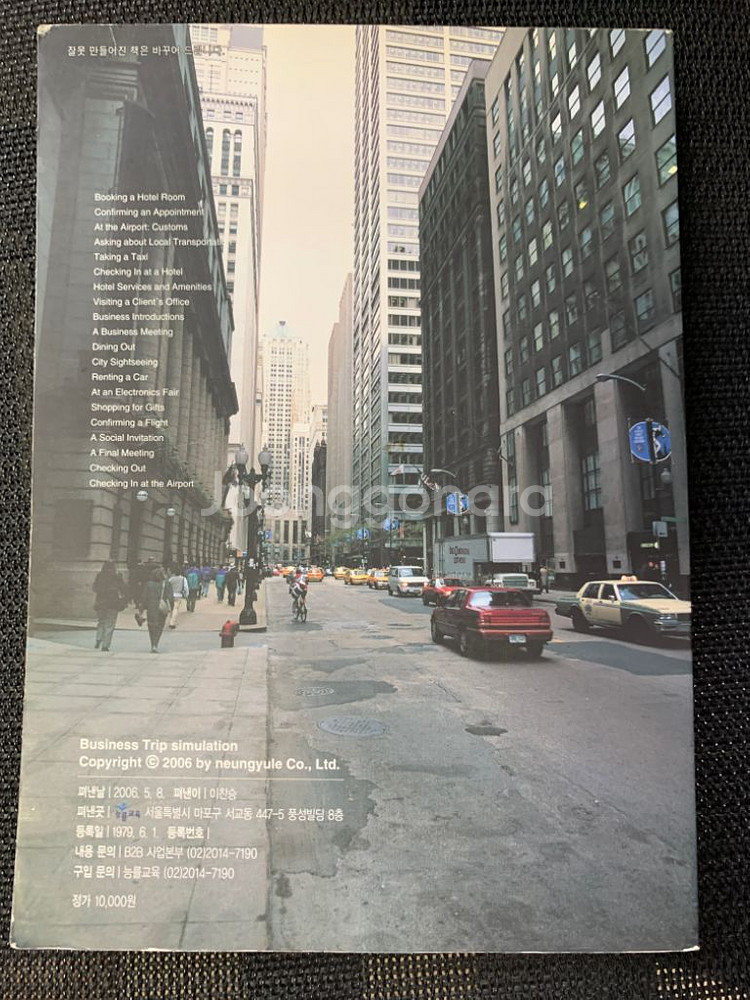 잘못 만들어진 책은 바꾸어 드립니다.
Booking a Hotel Room
Confirming an Appointment
At the Airport: Customs
Asking about Local
Taking a Taxi
Checking In at a Hotel
Hotel Services and Amenities
Visiting a Client's Office
Business Introductions
A Business Meeting
Dining Out
City Sightseeing
Renting a Car
At an Electronics Fair
Shopping for Gifts
Confirming a Flight
A Social Invitation
A Final Meeting
Checking Out
Checking In at the Airport
Joonggonara
Business Trip simulation
Copyright ⓒ 2006 by neungyule Co., Ltd.
펴낸날 | 2006. 5. 8. 펴낸이 | 이찬승
펴낸곳 | 능률교육 서울특별시 마포구 서교동 447-5 풍성빌딩 8층
등록일 | 1979. 6. 1. 등록번호 |
내용 문의 | B2B 사업본부 (02)2014-7190
구입 문의 | 능률교육 (02)2014-7190
정가 10,000원